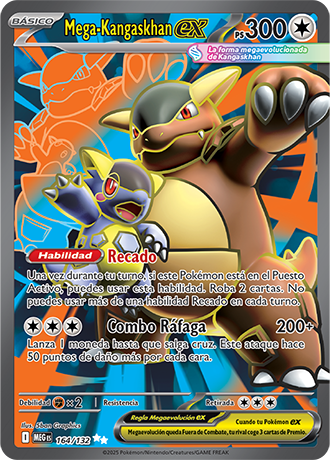 BÁSICO
Mega-Kangaskhan ex
PS 300
La forma megaevolucionada
de Kangaskhan
Habilidad Recado
Una vez durante tu turno, si este Pokémon está en el Puesto
Activo, puedes usar esta habilidad. Roba 2 cartas. No
puedes usar más de una habilidad Recado en cada turno.
Combo Ráfaga 200+
Lanza 1 moneda hasta que salga cruz. Este ataque hace
50 puntos de daño más por cada cara.
Debilidad ×2 Resistencia Retirada
Ilus. 5ban Graphics
Regla Megaevolución ex
Cuando tu Pokémon ex
Megaevolución queda Fuera de Combate, tu rival coge 3 cartas de Premio.
MEG ES 164/132
©2025 Pokémon/Nintendo/Creatures/GAME FREAK